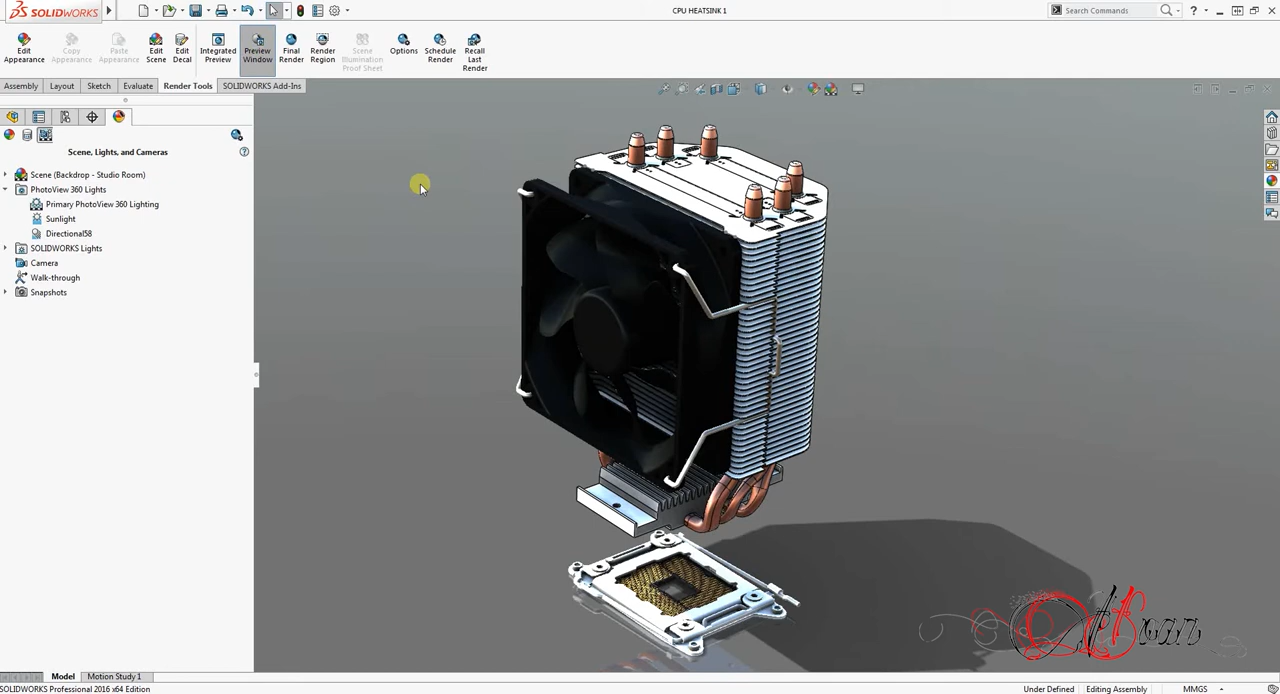 SOLIDWORKS
CPU HEATSINK 1
Search Commands
Edit Appearance
Copy Appearance
Paste Appearance
Edit Scene
Edit Decal
Integrated Preview
Preview Window
Final Render
Render Region
Scene Illumination Proof Sheet
Options
Schedule Render
Recall Last Render
Assembly
Layout
Sketch
Evaluate
Render Tools
SOLIDWORKS Add-Ins
Scene, Lights, and Cameras
Scene (Backdrop - Studio Room)
PhotoView 360 Lights
Primary PhotoView 360 Lighting
Sunlight
Directional58
SOLIDWORKS Lights
Camera
Walk-through
Snapshots
Model
Motion Study 1
SOLIDWORKS Professional 2016 x64 Edition
Under Defined
Editing Assembly
MMGS